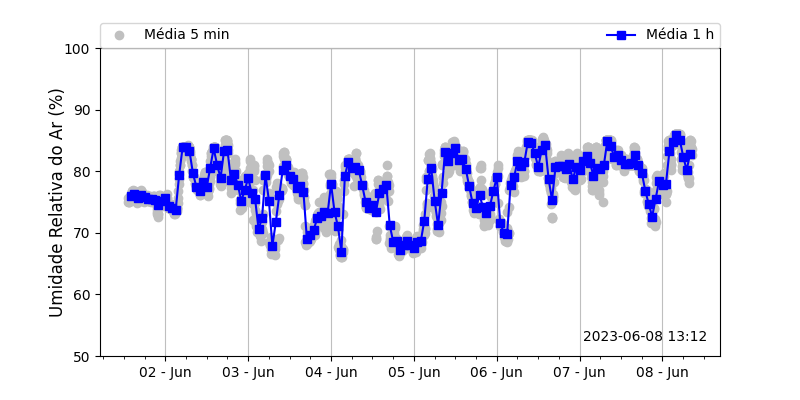 Média 5 min
Média 1 h
100
90
80
70
60
50
Umidade Relativa do Ar (%)
2023-06-08 13:12
02 - Jun
03 - Jun
04 - Jun
05 - Jun
06 - Jun
07 - Jun
08 - Jun